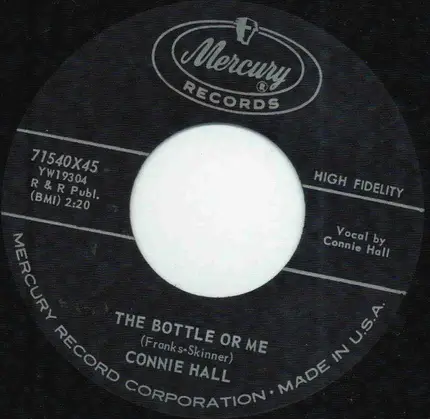 Mercury ®
RECORDS
71540X45
YW19304
R & R Publ.
(BMI) 2:20
HIGH FIDELITY
Vocal by
Connie Hall
THE BOTTLE OR ME
(Franks-Skinner)
CONNIE HALL
MERCURY RECORD CORPORATION • MADE IN U.S.A.